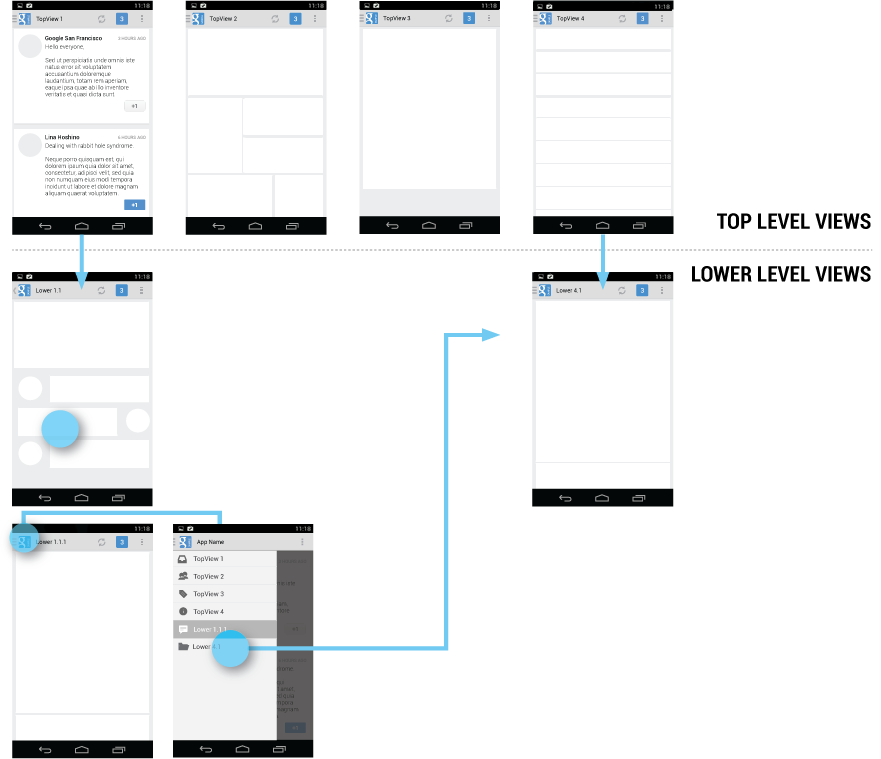 11:18
TopView 1
3
Google San Francisco
3 HOURS AGO
Hello everyone,
Sed ut perspiciatis unde omnis iste
natus error sit voluptatem
accusantium doloremque
laudantium, totam rem aperiam,
eaque ipsa quae ab illo inventore
veritatis et quasi dicta sunt.
+1
Lina Hoshino
5 HOURS AGO
Dealing with rabbit hole syndrome
Neque porro quisquam est, qui
dolorem ipsum quia dolor sit amet,
consectetur, adipisci velit, sed quia
non numquam eius modi tempora
incidunt ut labore et dolore magnam
aliquam quaerat voluptatem.
+1
11:18
TopView 2
3
11:18
TopView 3
3
11:18
TopView 4
3
TOP LEVEL VIEWS
LOWER LEVEL VIEWS
11:18
Lower 1.1
3
11:18
Lower 4.1
3
11:18
Lower 1.1.1
3
11:18
App Name
TopView 1
TopView 2
TopView 3
TopView 4
Lower 1.1.1
Lower 4.1